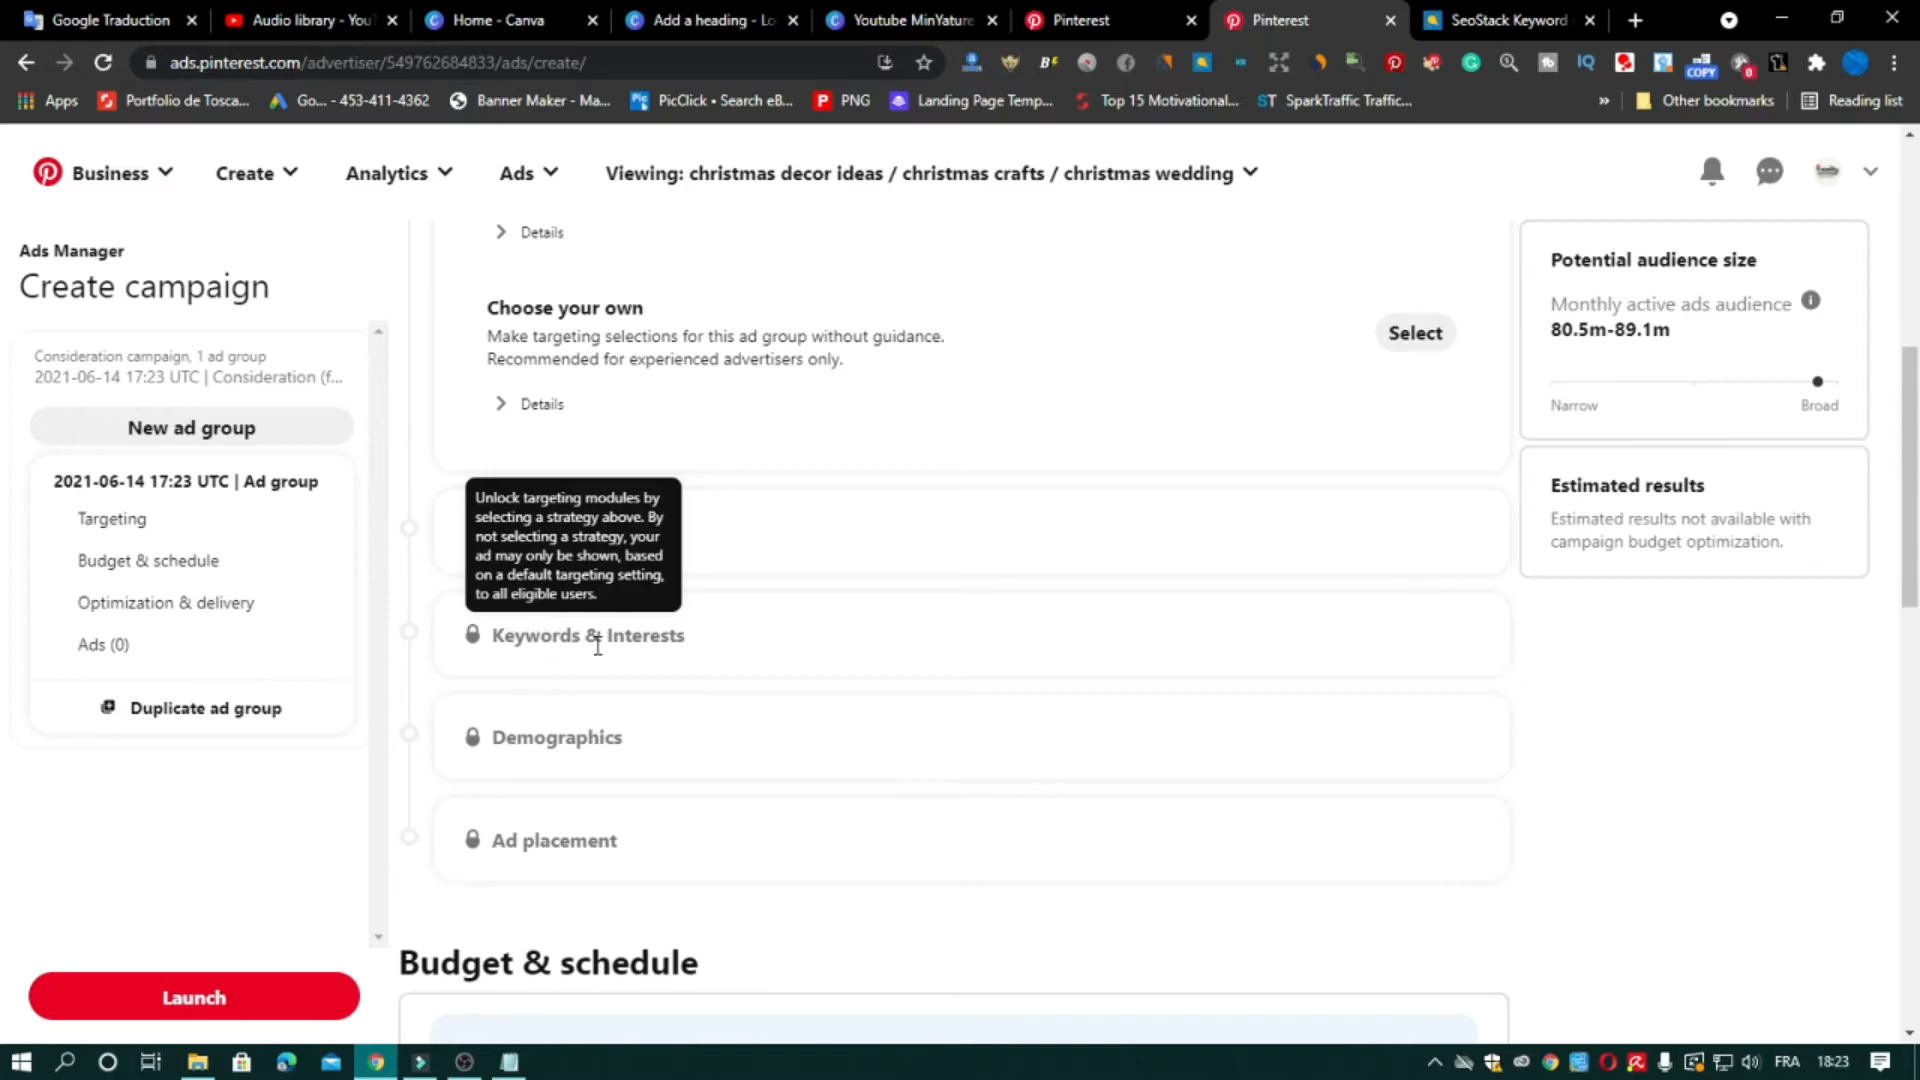 Google Traduction
Audio library - You
Home - Canva
Add a heading - Lo
Youtube MinYature
Pinterest
Pinterest
SeoStack Keyword
ads.pinterest.com/advertiser/549762684833/ads/create/
IQ
COPY
0
Apps
Portfolio de Tosca...
Go... - 453-411-4362
Banner Maker - Ma...
PicClick • Search eB...
PNG
Landing Page Temp...
Top 15 Motivational...
ST SparkTraffic Traffic...
»
Other bookmarks
Reading list
Business
Create
Analytics
Ads
Viewing: christmas decor ideas / christmas crafts / christmas wedding
Ads Manager
Create campaign
Consideration campaign, 1 ad group
2021-06-14 17:23 UTC | Consideration (f...
New ad group
2021-06-14 17:23 UTC | Ad group
Targeting
Budget & schedule
Optimization & delivery
Ads (0)
Duplicate ad group
Launch
Details
Choose your own
Make targeting selections for this ad group without guidance.
Recommended for experienced advertisers only.
Select
Details
Unlock targeting modules by
selecting a strategy above. By
not selecting a strategy, your
ad may only be shown, based
on a default targeting setting,
to all eligible users.
Keywords & Interests
Demographics
Ad placement
Budget & schedule
Potential audience size
Monthly active ads audience
80.5m-89.1m
Narrow
Broad
Estimated results
Estimated results not available with
campaign budget optimization.
FRA
18:23